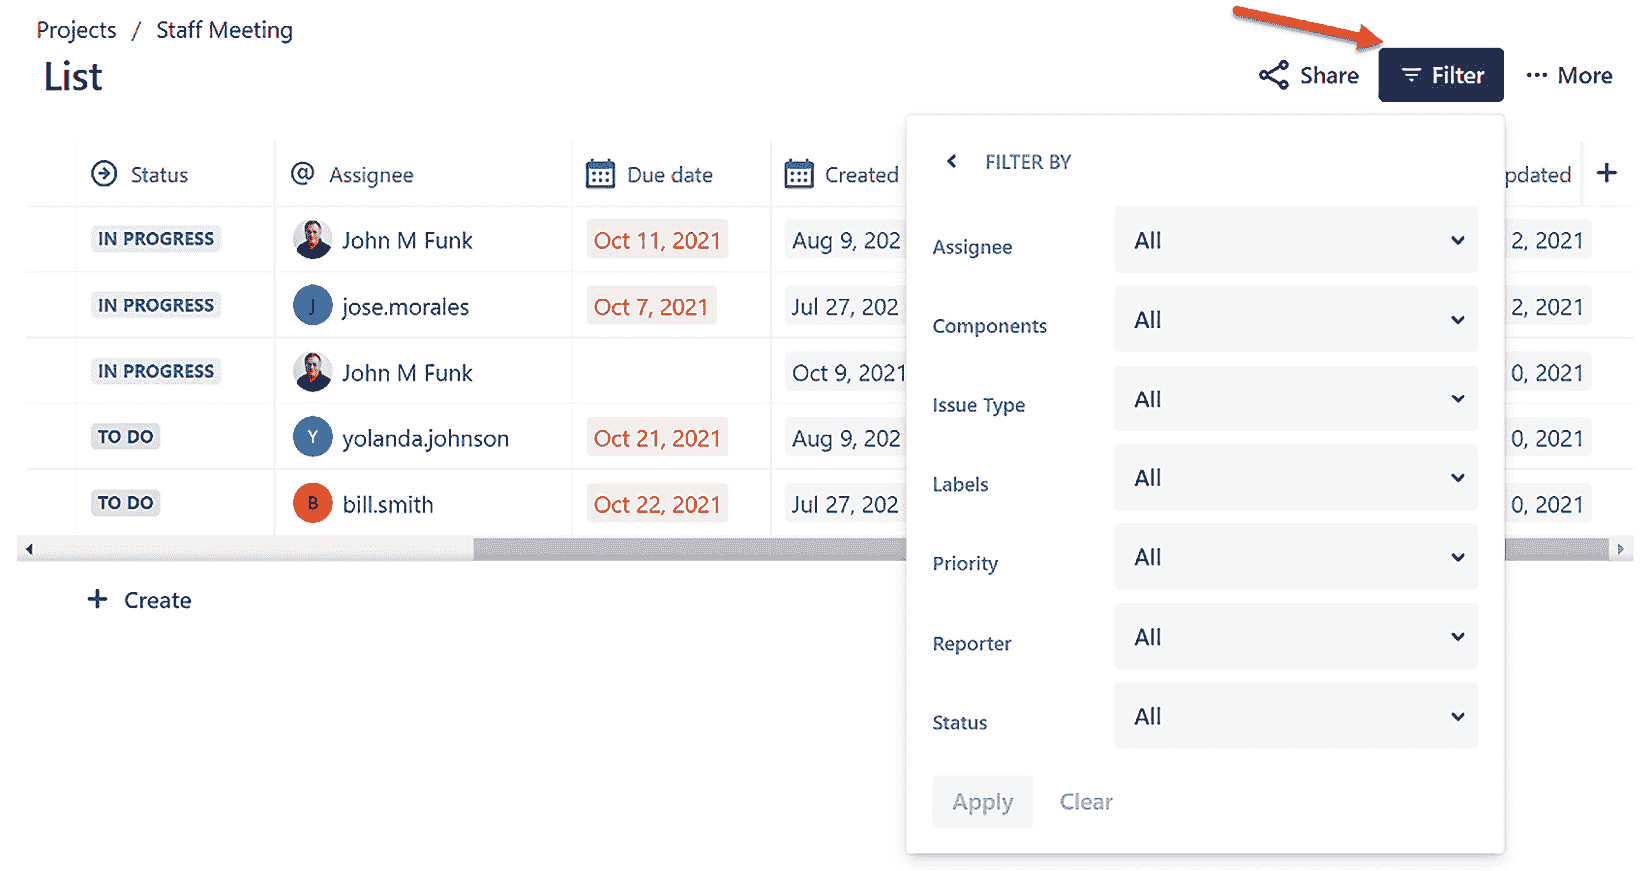 Projects / Staff Meeting
List
Share
Filter
More
Status
Assignee
Due date
Created
pdated
IN PROGRESS John M Funk Oct 11, 2021 Aug 9, 202 2, 2021
IN PROGRESS J jose.morales Oct 7, 2021 Jul 27, 202 2, 2021
IN PROGRESS John M Funk Oct 9, 2021 0, 2021
TO DO Y yolanda.johnson Oct 21, 2021 Aug 9, 202 0, 2021
TO DO B bill.smith Oct 22, 2021 Jul 27, 202 0, 2021
+ Create
FILTER BY
Assignee All
Components All
Issue Type All
Labels All
Priority All
Reporter All
Status All
Apply Clear